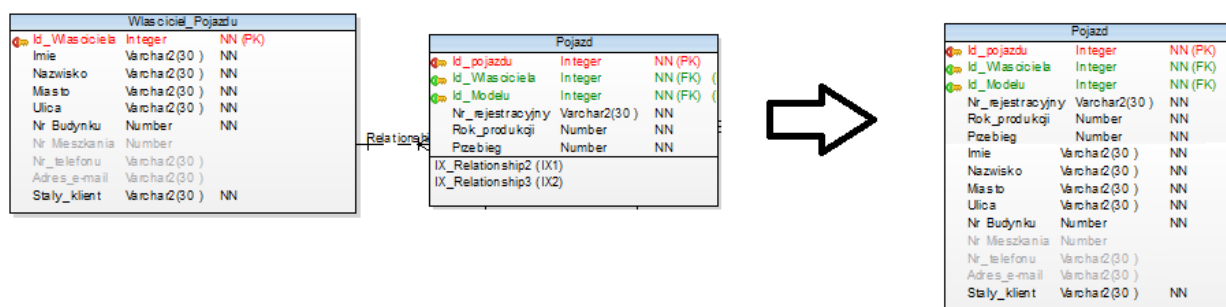 Wlasciciel_Pojazdu
Id_Wlasciciela Integer NN (PK)
Imie Varchar2(30 ) NN
Nazwisko Varchar2(30 ) NN
Miasto Varchar2(30 ) NN
Ulica Varchar2(30 ) NN
Nr Budynku Number NN
Nr Mieszkania Number
Nr_telefonu Varchar2(30 )
Adres_e-mail Varchar2(30 )
Staly_klient Varchar2(30 ) NN
Pojazd
Id_pojazdu Integer NN (PK)
Id_Wlasciciela Integer NN (FK) (
Id_Modelu Integer NN (FK) (
Nr_rejestracyjny Varchar2(30 ) NN
Rok_produkcji Number NN
Przebieg Number NN
IX_Relationship2 (IX1)
IX_Relationship3 (IX2)
Pojazd
Id_pojazdu Integer NN (PK)
Id_Wlasciciela Integer NN (FK)
Id_Modelu Integer NN (FK)
Nr_rejestracyjny Varchar2(30 ) NN
Rok_produkcji Number NN
Przebieg Number NN
Imie Varchar2(30 ) NN
Nazwisko Varchar2(30 ) NN
Miasto Varchar2(30 ) NN
Ulica Varchar2(30 ) NN
Nr Budynku Number NN
Nr Mieszkania Number
Nr_telefonu Varchar2(30 )
Adres_e-mail Varchar2(30 )
Staly_klient Varchar2(30 ) NN